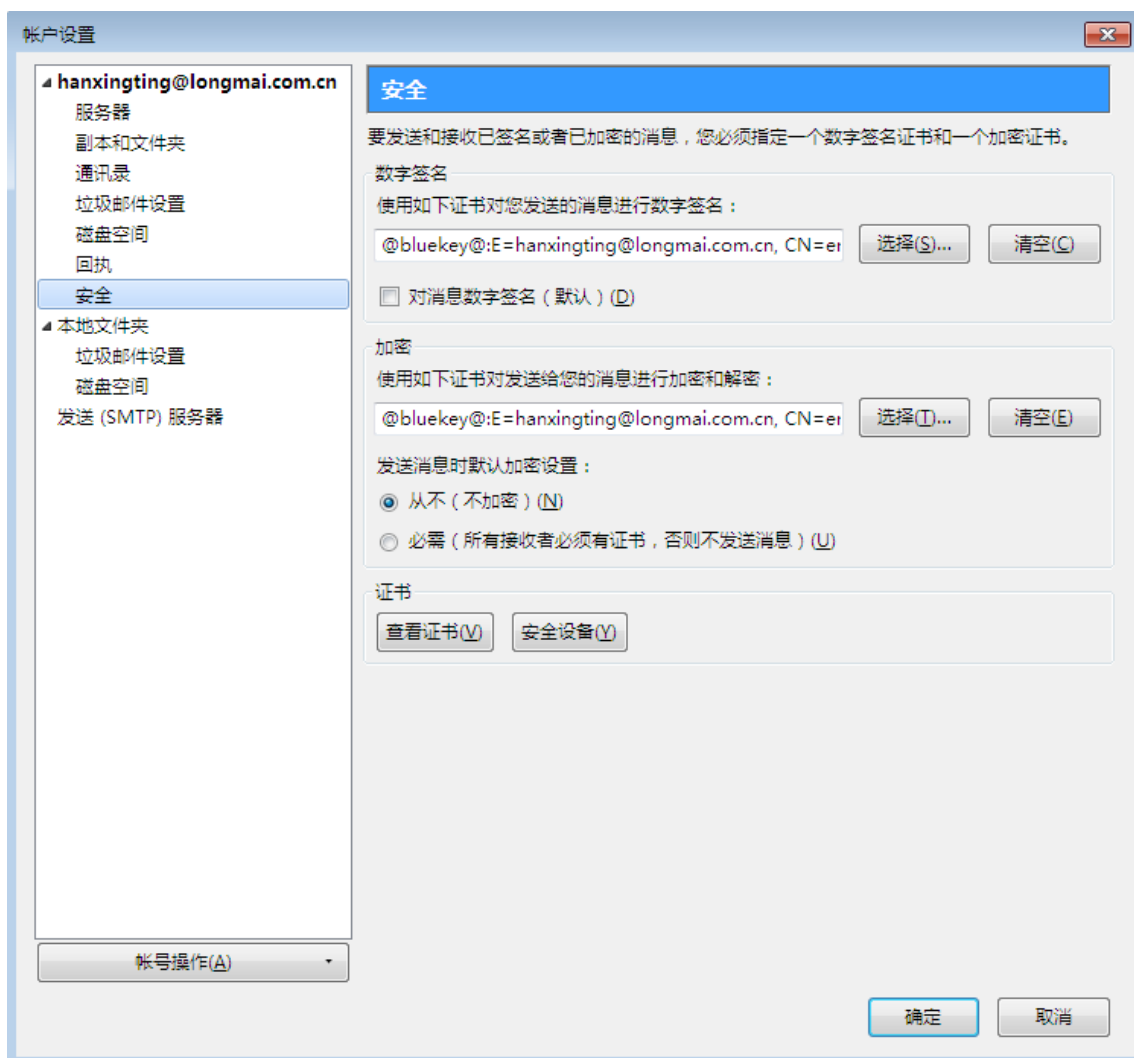 帐户设置
hanxingting@longmai.com.cn
服务器
副本和文件夹
通讯录
垃圾邮件设置
磁盘空间
回执
安全
本地文件夹
垃圾邮件设置
磁盘空间
发送 (SMTP) 服务器
帐号操作(A)
安全
要发送和接收已签名或者已加密的消息，您必须指定一个数字签名证书和一个加密证书。
数字签名
使用如下证书对您发送的消息进行数字签名：
@bluekey@:E=hanxingting@longmai.com.cn, CN=er 选择(S)... 清空(C)
对消息数字签名（默认）(D)
加密
使用如下证书对发送给您的消息进行加密和解密：
@bluekey@:E=hanxingting@longmai.com.cn, CN=er 选择(T)... 清空(E)
发送消息时默认加密设置：
从不（不加密）(N)
必需（所有接收者必须有证书，否则不发送消息）(U)
证书
查看证书(V) 安全设备(Y)
确定 取消